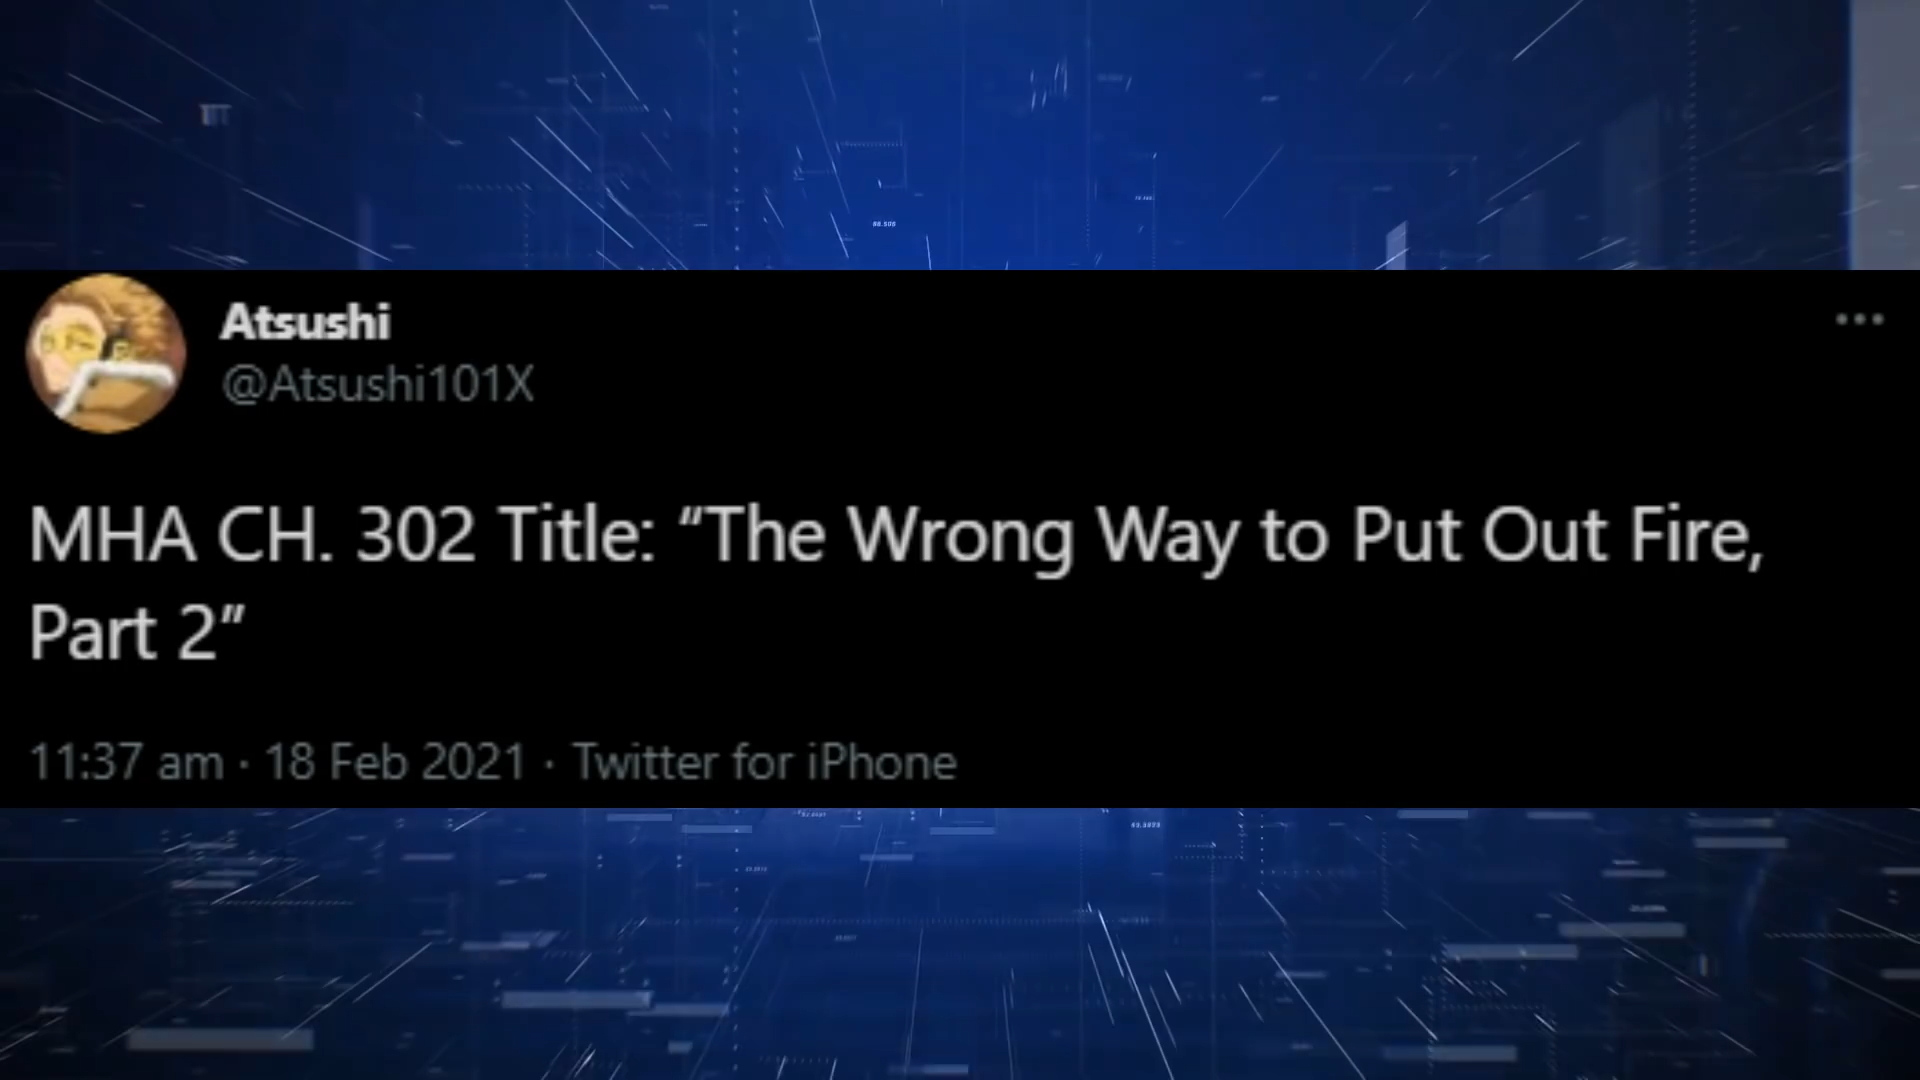 Atsushi
@Atsushi101X
MHA CH. 302 Title: “The Wrong Way to Put Out Fire,
Part 2”
11:37 am · 18 Feb 2021 · Twitter for iPhone